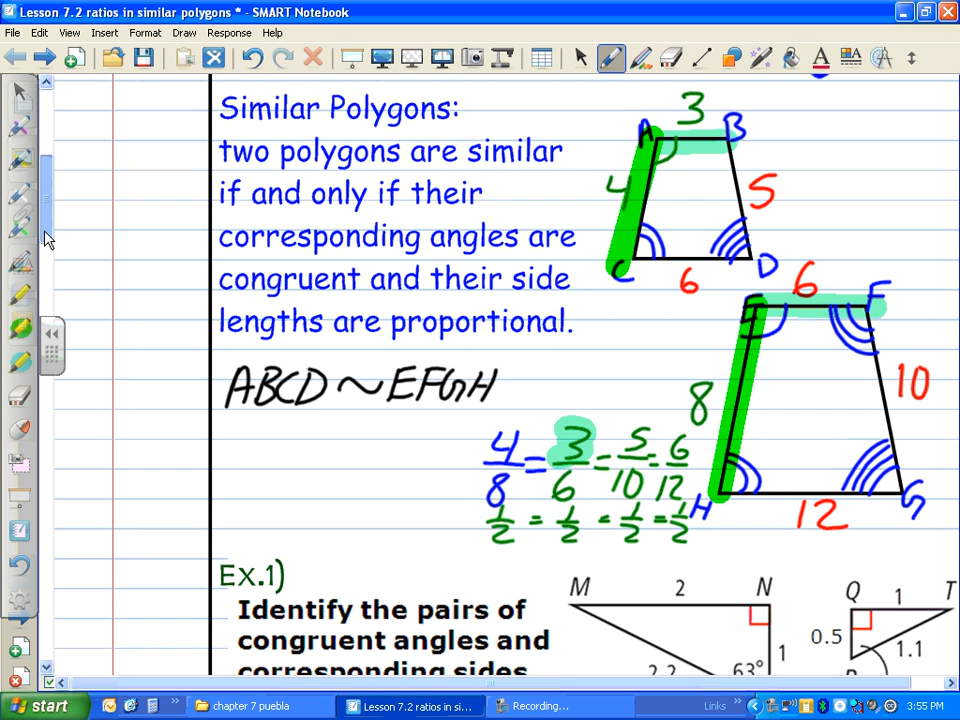 Lesson 7.2 ratios in similar polygons * - SMART Notebook
File Edit View Insert Format Draw Response Help
Similar Polygons:
two polygons are similar
if and only if their
corresponding angles are
congruent and their side
lengths are proportional.
3
A B
4 5
C 6 D
6
E F
8 10
H 12 G
ABCD ~ EFGH
4/8 = 3/6 = 5/10 = 6/12
1/2 = 1/2 = 1/2 = 1/2
Ex.1)
Identify the pairs of
congruent angles and
corresponding sides
M 2 N
1
63°
2.2
Q 1 T
0.5
1.1
start
chapter 7 puebla
Lesson 7.2 ratios in si...
Recording...
Links
3:55 PM